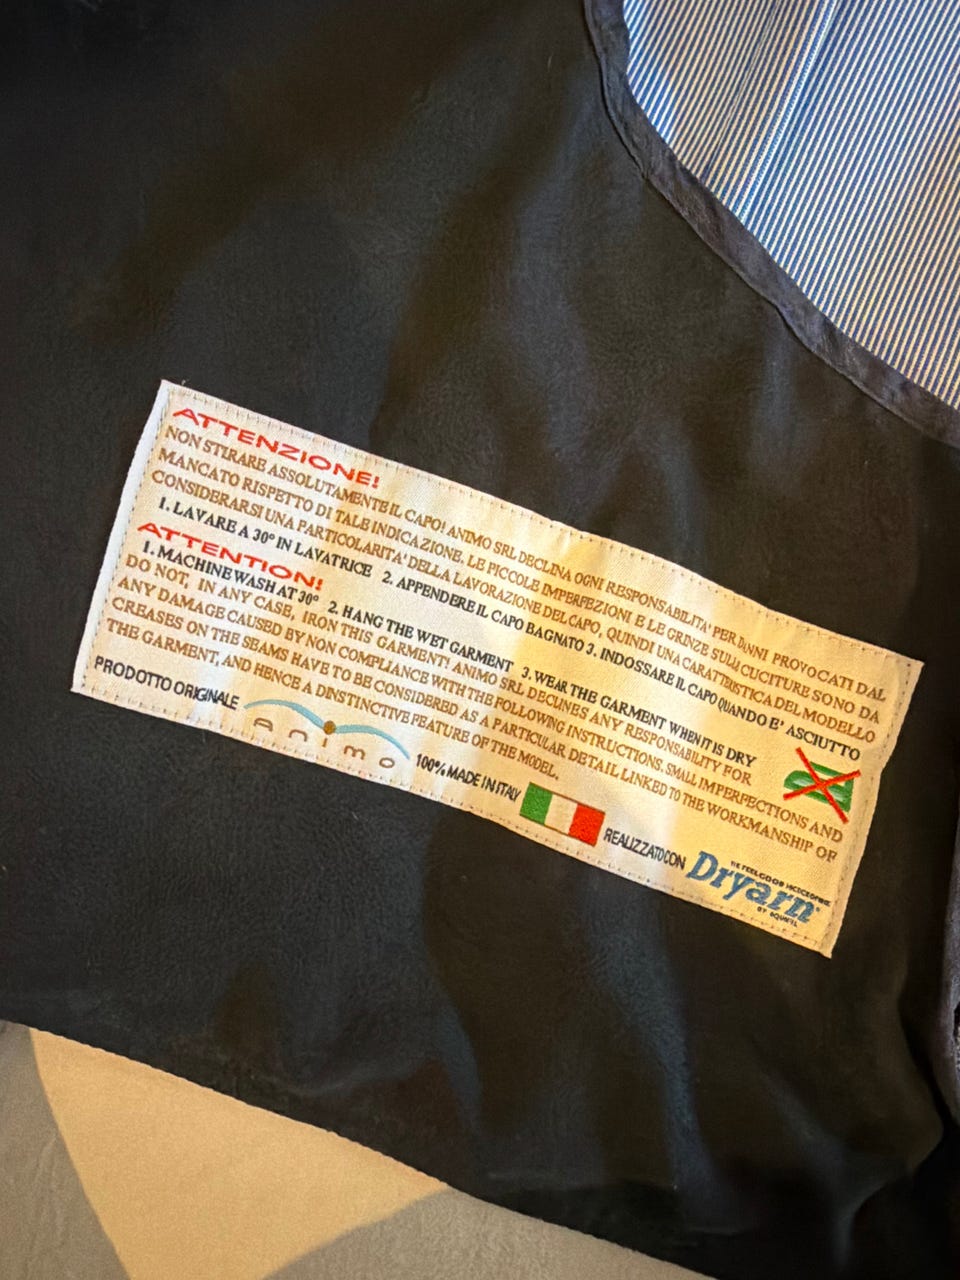 ATTENZIONE!
NON STIRARE ASSOLUTAMENTE IL CAPO! ANIMO SRL DECLINA OGNI RESPONSABILITA' PER DANNI PROVOCATI DAL
MANCATO RISPETTO DI TALE INDICAZIONE. LE PICCOLE IMPERFEZIONI E LE GRINZE SULLE CUCITURE SONO DA
CONSIDERARSI UNA PARTICOLARITA' DELLA LAVORAZIONE DEL CAPO, QUINDI UNA CARATTERISTICA DEL MODELLO
1. LAVARE A 30° IN LAVATRICE 2. APPENDERE IL CAPO BAGNATO 3. INDOSSARE IL CAPO QUANDO E' ASCIUTTO
ATTENTION!
1. MACHINE WASH AT 30° 2. HANG THE WET GARMENT 3. WEAR THE GARMENT WHEN IT IS DRY
DO NOT, IN ANY CASE, IRON THIS GARMENT! ANIMO SRL DECLINES ANY RESPONSABILITY FOR
ANY DAMAGE CAUSED BY NON COMPLIANCE WITH THE FOLLOWING INSTRUCTIONS. SMALL IMPERFECTIONS AND
CREASES ON THE SEAMS HAVE TO BE CONSIDERED AS A PARTICULAR DETAIL LINKED TO THE WORKMANSHIP OF
THE GARMENT, AND HENCE A DINSTINCTIVE FEATURE OF THE MODEL.
PRODOTTO ORIGINALE
animo
100% MADE IN ITALY
REALIZZATO CON
Dryarn®
BY